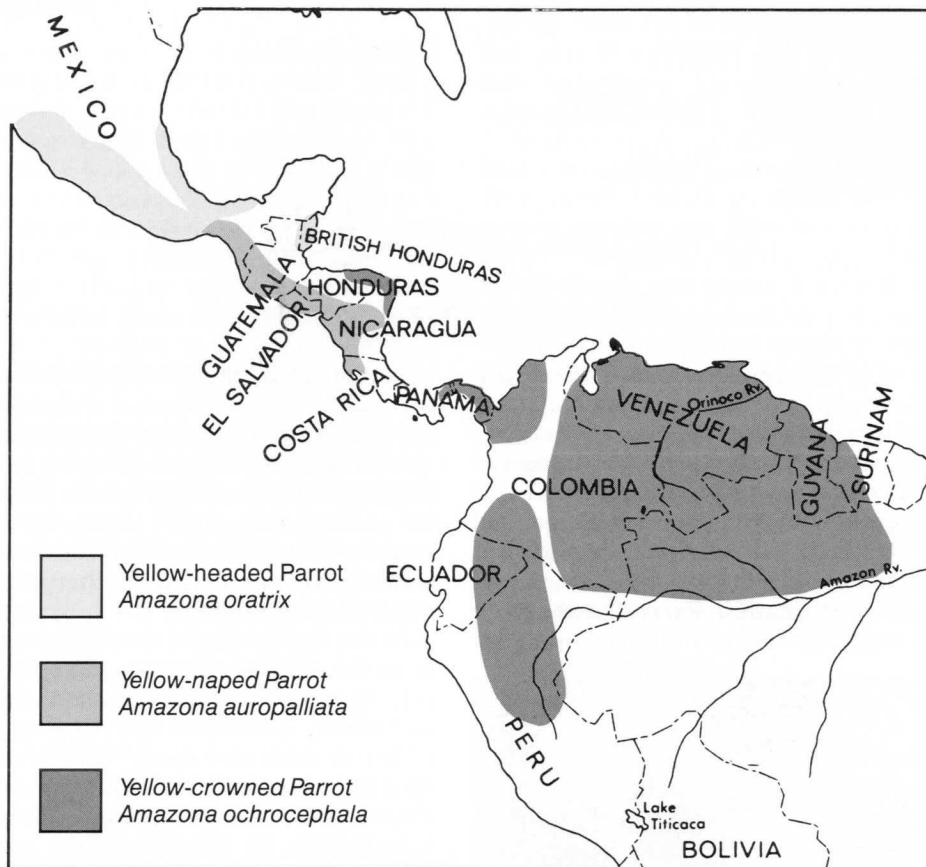 MEXICO
BRITISH HONDURAS
GUATEMALA
HONDURAS
EL SALVADOR
NICARAGUA
COSTA RICA
PANAMA
VENEZUELA
Orinoco Rv.
GUYANA
SURINAM
COLOMBIA
ECUADOR
Amazon Rv.
PERU
Lake
Titicaca
BOLIVIA
Yellow-headed Parrot
Amazona oratrix
Yellow-naped Parrot
Amazona auropalliata
Yellow-crowned Parrot
Amazona ochrocephala